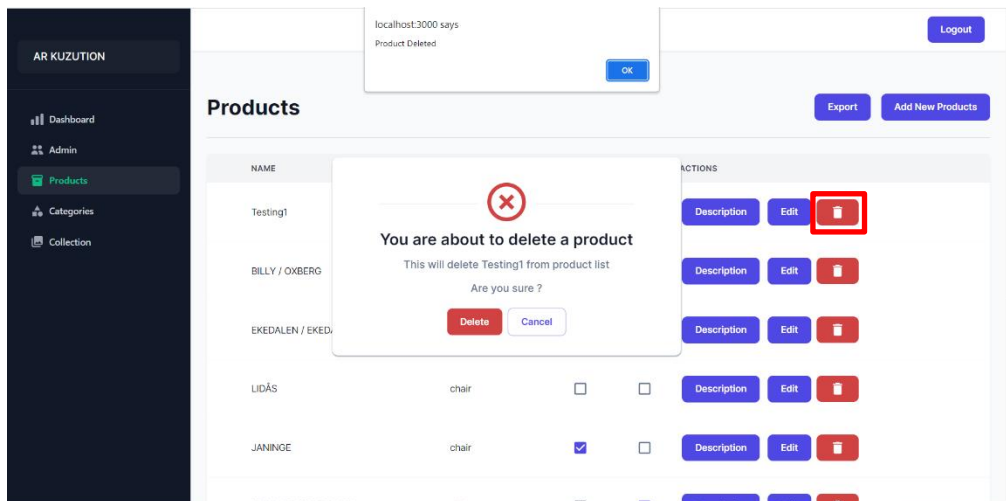 localhost:3000 says
Product Deleted
OK
Logout
AR KUZUTION
Dashboard
Admin
Products
Categories
Collection
Products
Export
Add New Products
NAME
ACTIONS
Testing1
Description
Edit
You are about to delete a product
This will delete Testing1 from product list
Are you sure ?
Delete
Cancel
BILLY / OXBERG
Description
Edit
EKEDALEN / EKED
Description
Edit
LIDÅS
chair
Description
Edit
JANINGE
chair
Description
Edit